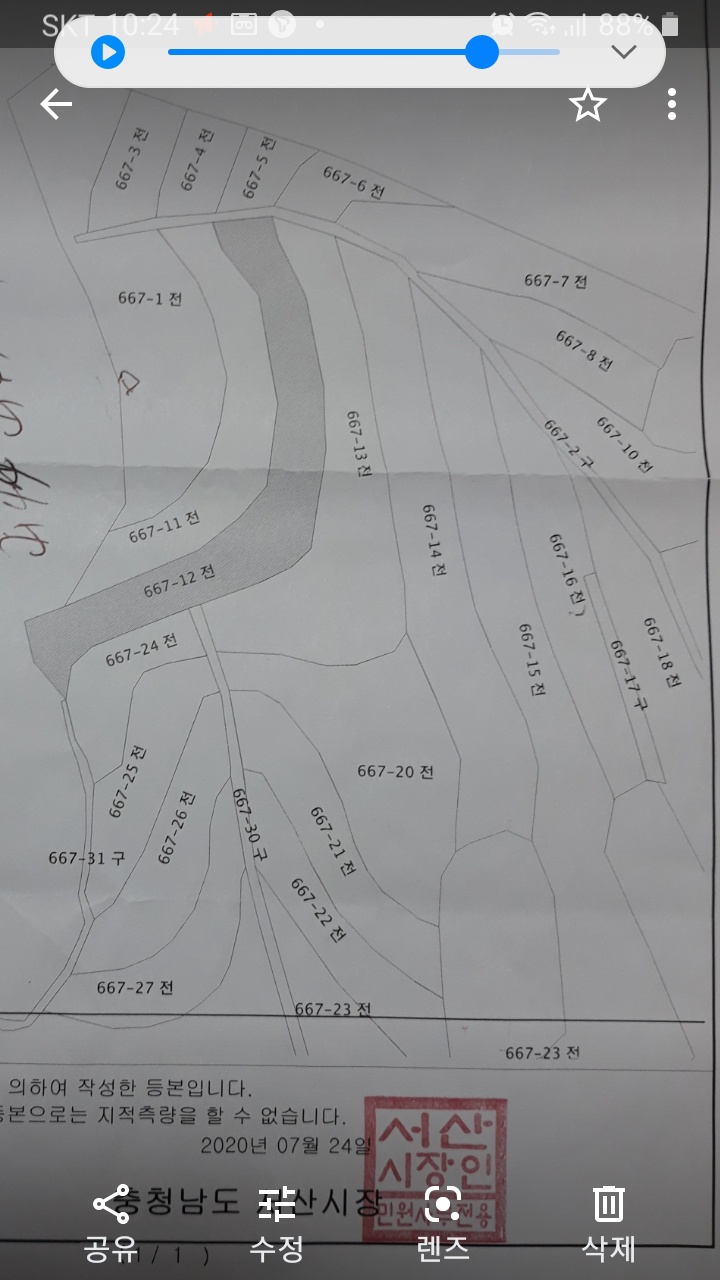 SKT 10:24
88%
667-3 전
667-4 전
667-5 전
667-6 전
667-7 전
667-1 전
667-8 전
667-10 전
667-2 구
667-13 전
667-11 전
667-14 전
667-12 전
667-16 전
667-24 전
667-15 전
667-17 구
667-18 전
667-20 전
667-25 전
667-26 전
667-30 구
667-21 전
667-31 구
667-22 전
667-27 전
667-23 전
667-23 전
의하여 작성한 등본입니다.
등본으로는 지적측량을 할 수 없습니다.
2020년 07월 24일
충청남도 서산시장
서산
시장인
민원사무전용
공유
수정
렌즈
삭제
/ 1 )